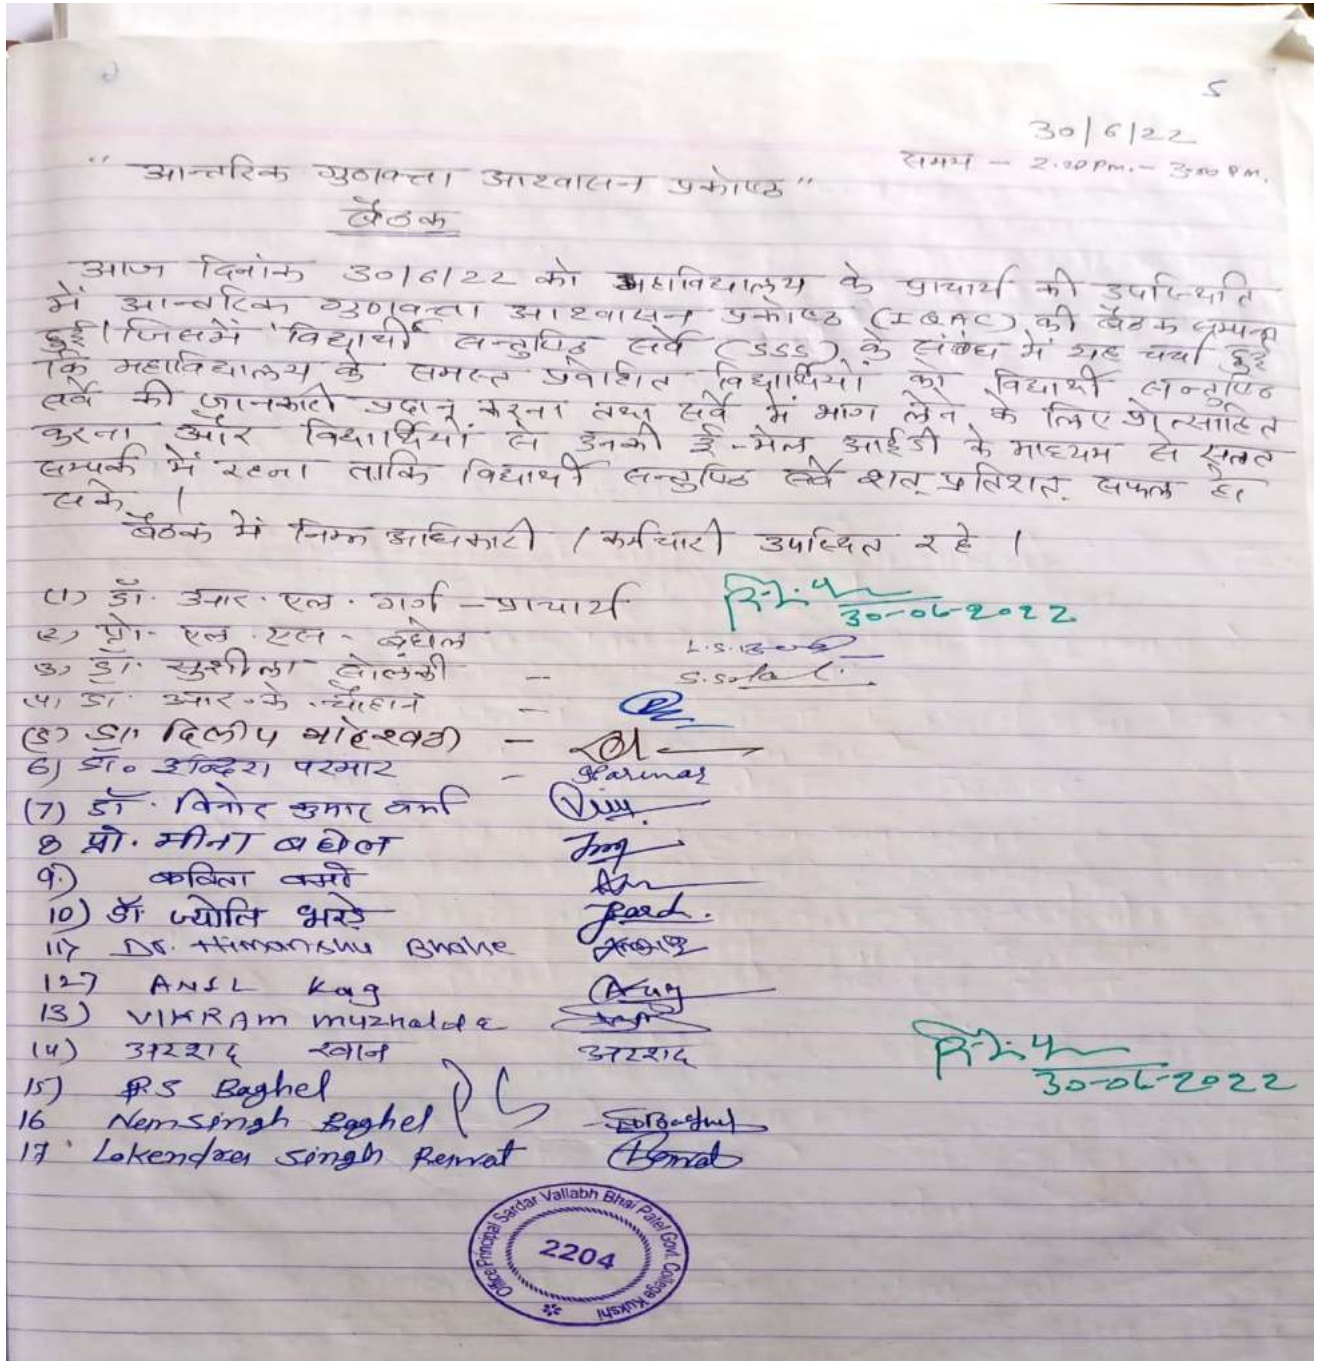 5
30/6/22
समय - 2:20 pm. - 3:00 pm.
"आन्तरिक गुणवत्ता आश्वासन प्रकोष्ठ"
बैठक
आज दिनांक 30/6/22 को महाविद्यालय के प्राचार्य की उपस्थिति
में आन्तरिक गुणवत्ता आश्वासन प्रकोष्ठ (IQAC) की बैठक सम्पन्न
हुई। जिसमें 'विद्यार्थी सन्तुष्टि सर्वे (SSS) के संबंध में यह चर्चा हुई
कि महाविद्यालय के समस्त प्रवेशित विद्यार्थियों को विद्यार्थी सन्तुष्टि
सर्वे की जानकारी प्रदान करना तथा सर्वे में भाग लेने के लिए प्रोत्साहित
करना और विद्यार्थियों से उनकी ई-मेल आईडी के माध्यम से सतत
सम्पर्क में रहना ताकि विद्यार्थी सन्तुष्टि सर्वे शत् प्रतिशत् सफल हो
सके ।
बैठक में निम्न अधिकारी / कर्मचारी उपस्थित रहे ।
(1) डॉ. आर. एल. गर्ग - प्राचार्य 30-06-2022
(2) प्रो. एल. एस. बघेल
(3) डॉ. सुशीला सोलंकी -
(4) डॉ. आर. के. चौहान -
(5) डॉ. दिलीप माहेश्वरी -
6) डॉ. इन्दिरा परमार -
(7) डॉ. विनोद कुमार वर्मा
8 प्रो. मीना बघेल
9.) कविता वर्मा
10) डॉ. ज्योति भरड़े
11) Dr. Himanshu
12) ANIL Kag
13) VIKRAM Muzhalde
(14) अरशद खान अरशद
15) R S Baghel
16 Nemsingh Baghel
17 Lokendra Singh Rewat
30-06-2022
Office Principal Sardar Vallabh Bhai Patel Govt. College Kukshi
2204